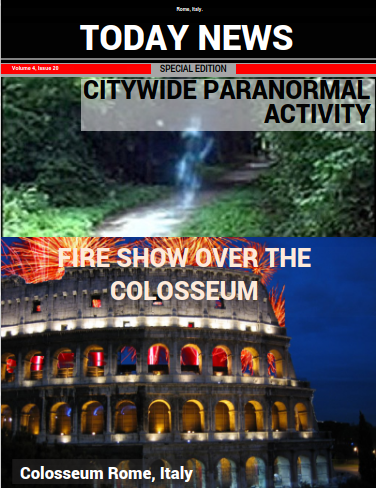 Rome, Italy.
TODAY NEWS
Volume 4, Issue 20
SPECIAL EDITION
CITYWIDE PARANORMAL
ACTIVITY
FIRE SHOW OVER THE
COLOSSEUM
Colosseum Rome, Italy